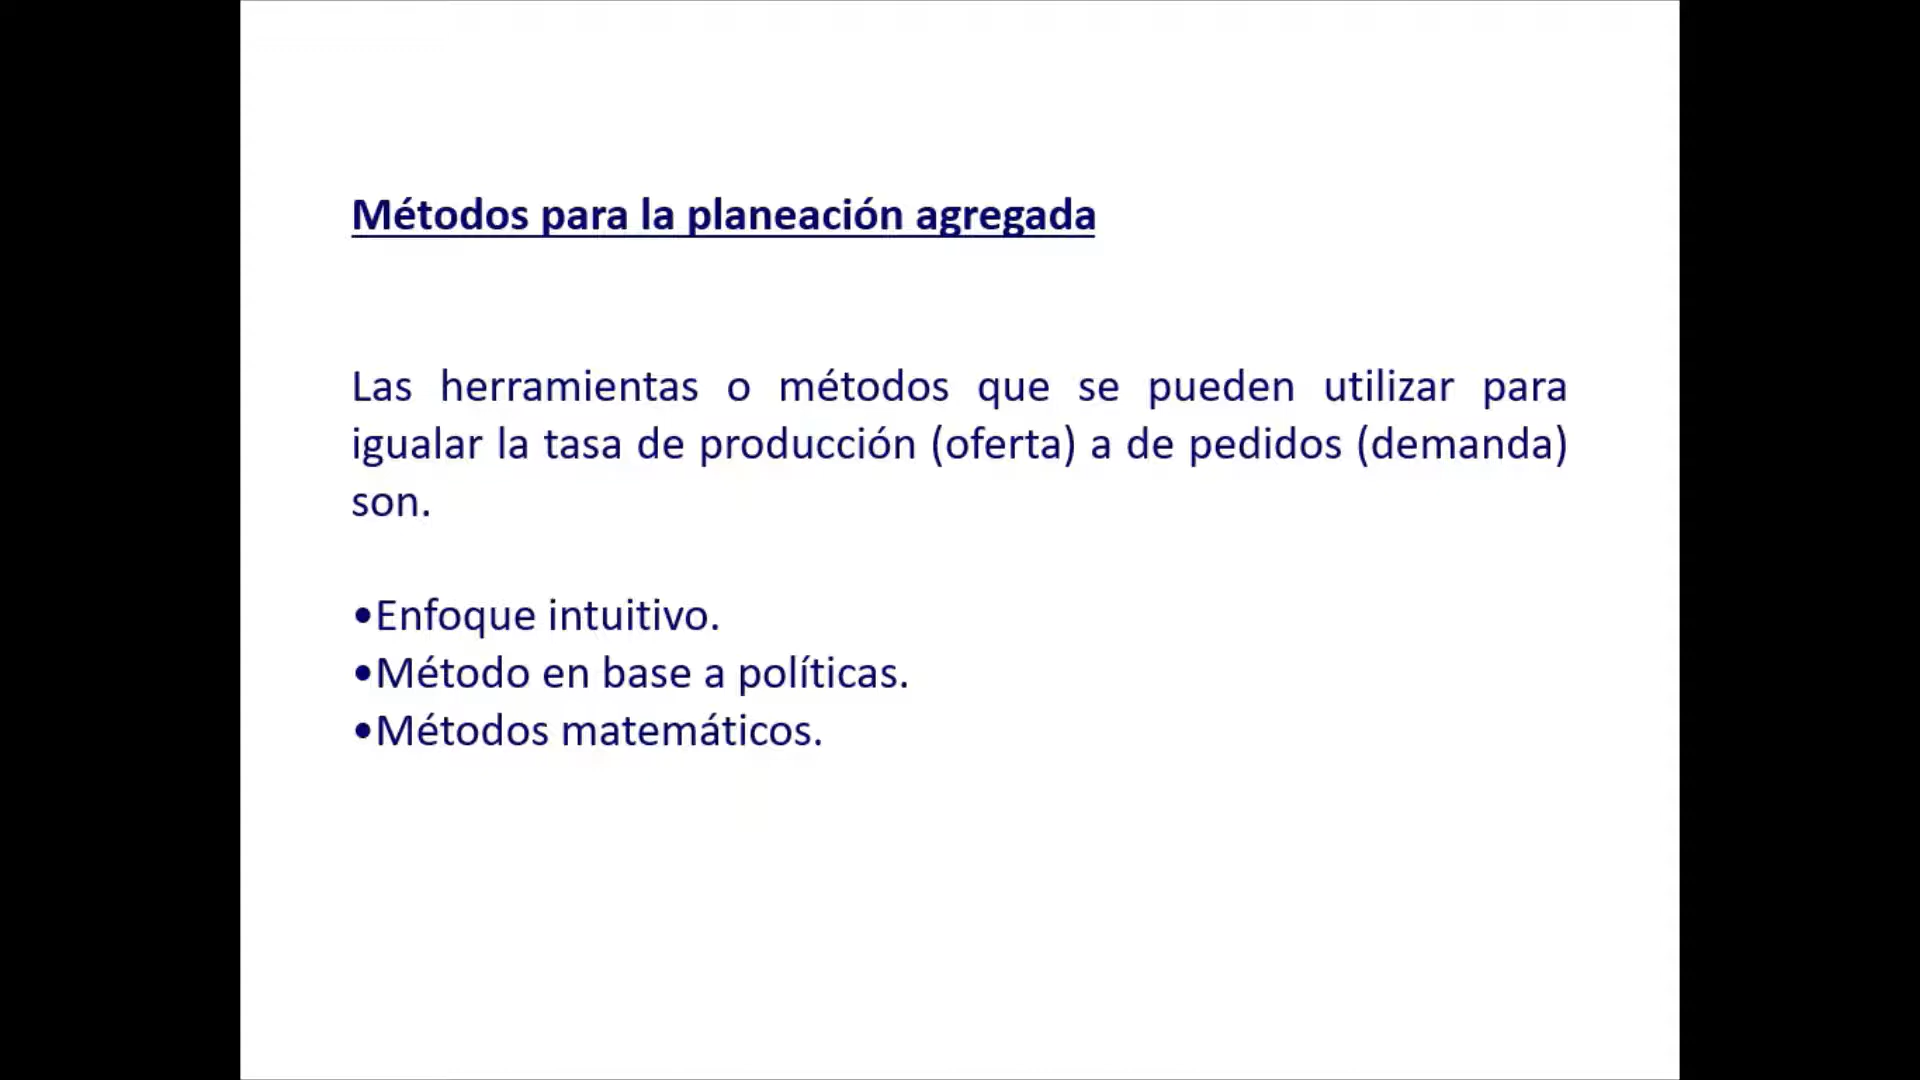 Métodos para la planeación agregada
Las herramientas o métodos que se pueden utilizar para
igualar la tasa de producción (oferta) a de pedidos (demanda)
son.
•Enfoque intuitivo.
•Método en base a políticas.
•Métodos matemáticos.